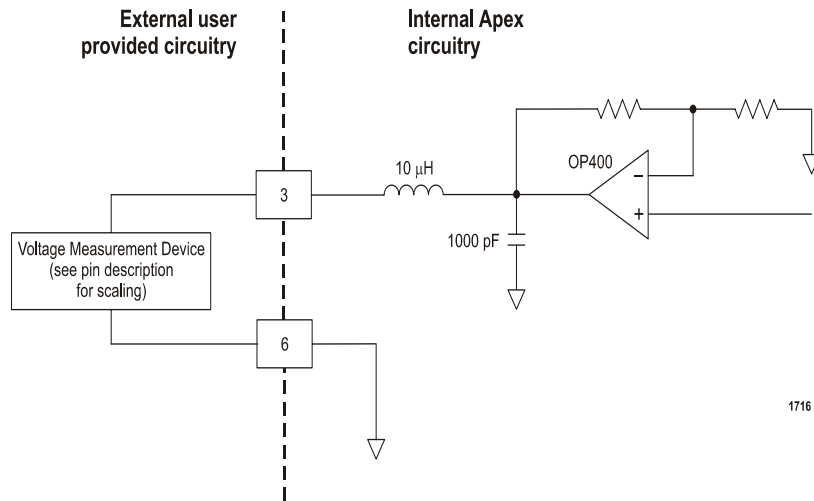 External user
provided circuitry
Internal Apex
circuitry
OP400
10 µH
3
−
+
1000 pF
Voltage Measurement Device
(see pin description
for scaling)
6
1716